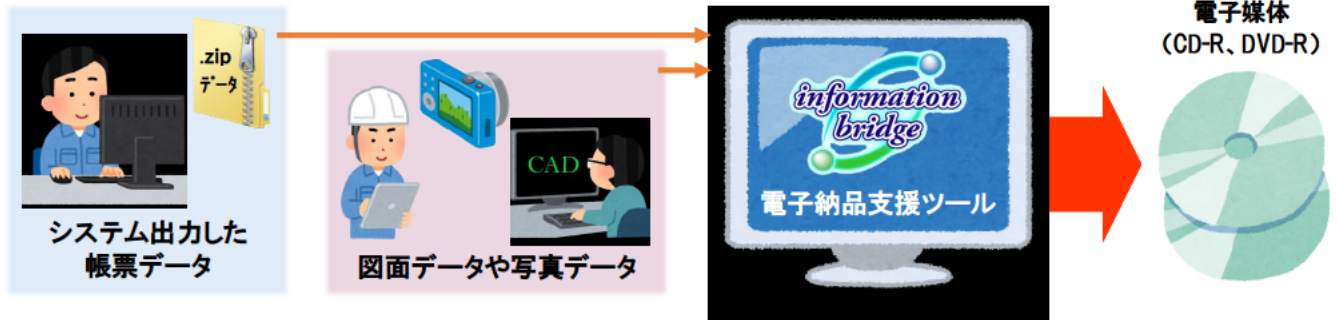 .zip
データ
システム出力した
帳票データ
CAD
図面データや写真データ
information
bridge
電子納品支援ツール
電子媒体
（CD-R、DVD-R）